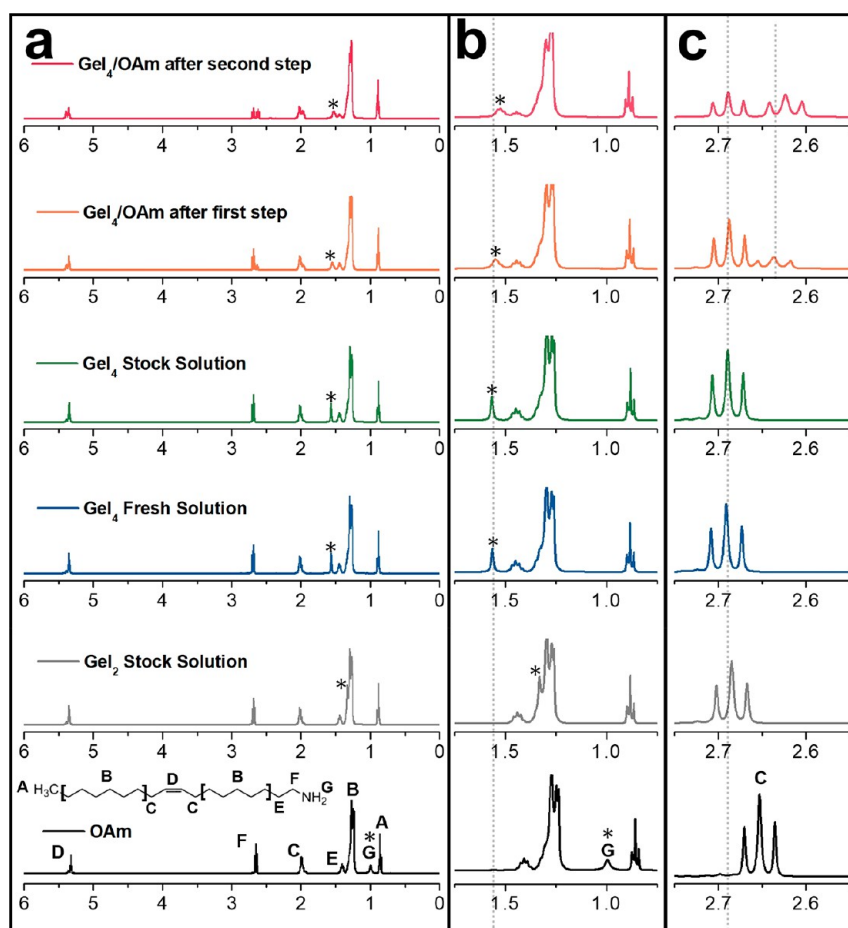 a
b
c
GeI₄/OAm after second step
*
*
6 5 4 3 2 1 0
1.5 1.0
2.7 2.6
GeI₄/OAm after first step
*
*
6 5 4 3 2 1 0
1.5 1.0
2.7 2.6
GeI₄ Stock Solution
*
*
6 5 4 3 2 1 0
1.5 1.0
2.7 2.6
GeI₄ Fresh Solution
*
*
6 5 4 3 2 1 0
1.5 1.0
2.7 2.6
GeI₂ Stock Solution
*
*
6 5 4 3 2 1 0
1.5 1.0
2.7 2.6
A H₃C B C D C B E F NH₂ G
OAm
D F C E B * G A
* G
C
6 5 4 3 2 1 0
1.5 1.0
2.7 2.6